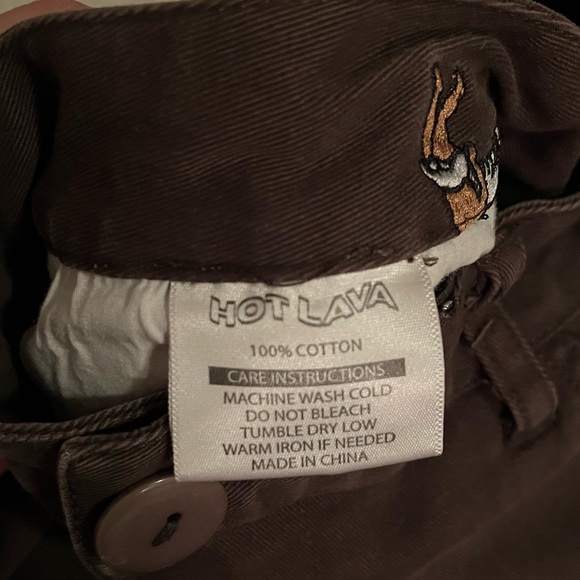 HOT LAVA
100% COTTON
CARE INSTRUCTIONS
MACHINE WASH COLD
DO NOT BLEACH
TUMBLE DRY LOW
WARM IRON IF NEEDED
MADE IN CHINA